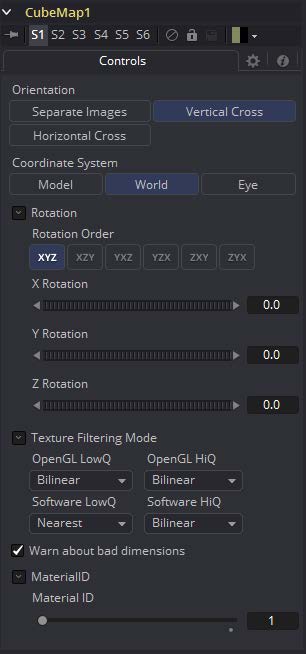 CubeMap1
S1 S2 S3 S4 S5 S6
Controls
Orientation
Separate Images Vertical Cross
Horizontal Cross
Coordinate System
Model World Eye
Rotation
Rotation Order
XYZ XZY YXZ YZX ZXY ZYX
X Rotation
0.0
Y Rotation
0.0
Z Rotation
0.0
Texture Filtering Mode
OpenGL LowQ OpenGL HiQ
Bilinear Bilinear
Software LowQ Software HiQ
Nearest Bilinear
Warn about bad dimensions
MaterialID
Material ID
1